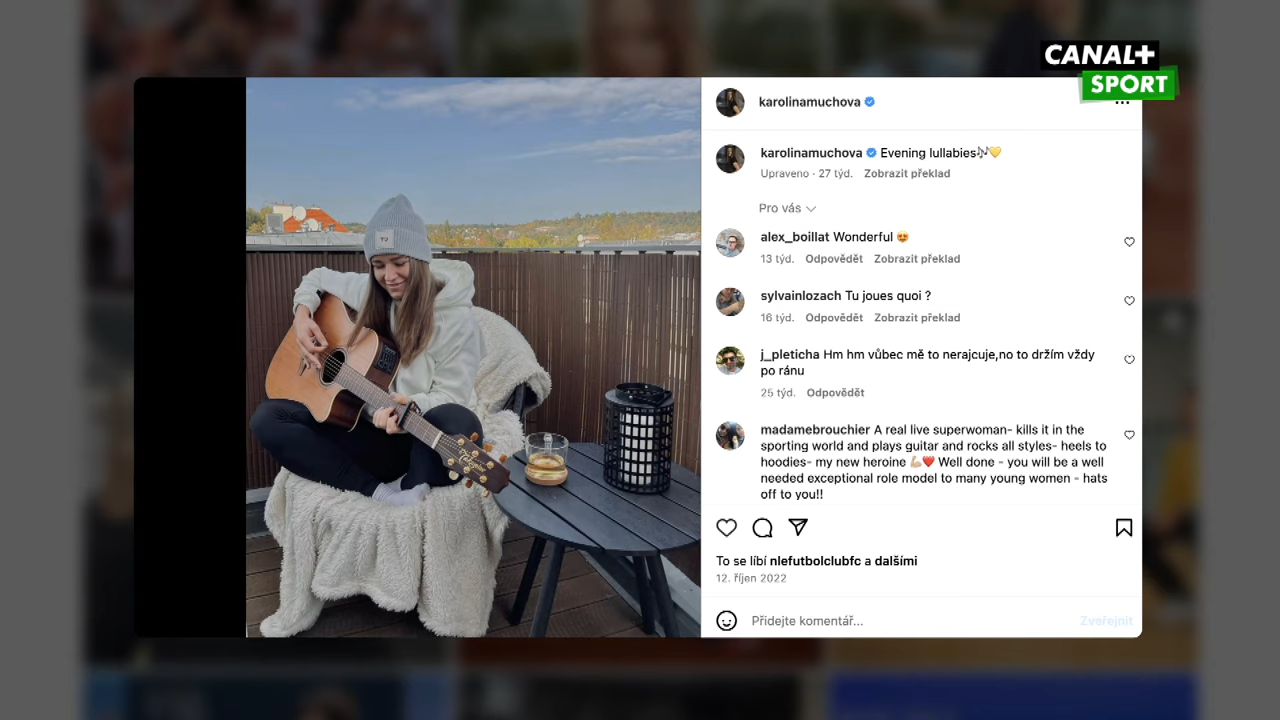 CANAL+
SPORT
karolinamuchova
karolinamuchova Evening lullabies🎶💛
Upraveno · 27 týd. Zobrazit překlad
Pro vás
alex_boillat Wonderful 😍
13 týd. Odpovědět Zobrazit překlad
sylvainlozach Tu joues quoi ?
16 týd. Odpovědět Zobrazit překlad
j_pleticha Hm hm vůbec mě to nerajcuje,no to držím vždy
po ránu
25 týd. Odpovědět
madamebrouchier A real live superwoman- kills it in the
sporting world and plays guitar and rocks all styles- heels to
hoodies- my new heroine 💪🏼❤️ Well done - you will be a well
needed exceptional role model to many young women - hats
off to you!!
To se líbí nlefutbolclubfc a dalšími
12. říjen 2022
Přidejte komentář...
Zveřejnit